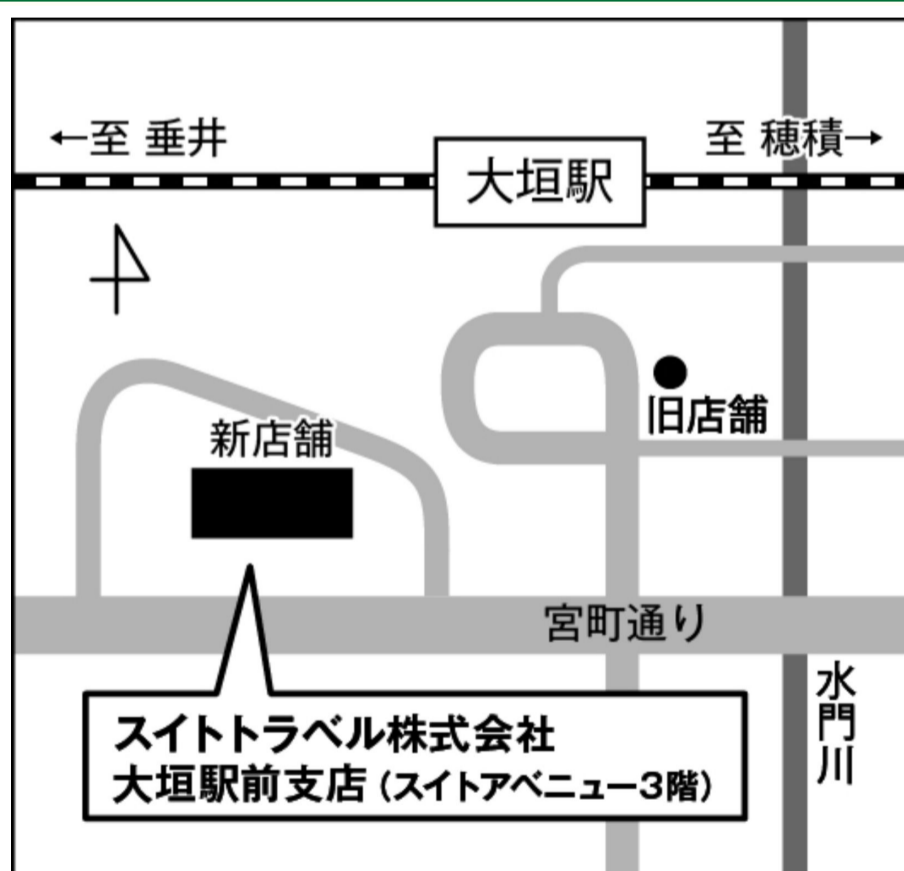 ←至 垂井
大垣駅
至 穂積→
旧店舗
新店舗
宮町通り
水門川
スイトトラベル株式会社
大垣駅前支店(スイトアベニュー3階)